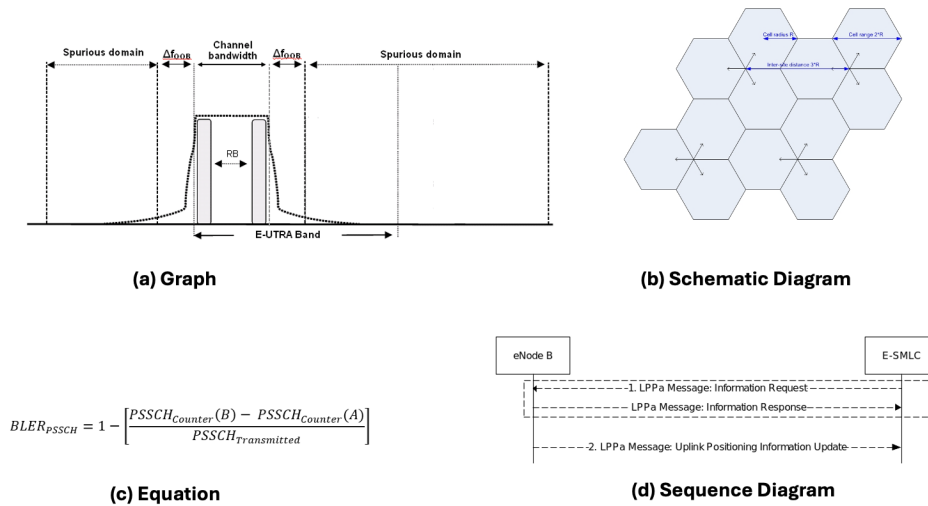 Spurious domain
Δf_OOB
Channel bandwidth
Δf_OOB
Spurious domain
RB
E-UTRA Band
(a) Graph
Cell radius R
Cell range 2*R
Inter-site distance 3*R
(b) Schematic Diagram
BLER_PSSCH = 1 − [(PSSCH_Counter(B) − PSSCH_Counter(A)) / PSSCH_Transmitted]
(c) Equation
eNode B
E-SMLC
1. LPPa Message: Information Request
LPPa Message: Information Response
2. LPPa Message: Uplink Positioning Information Update
(d) Sequence Diagram